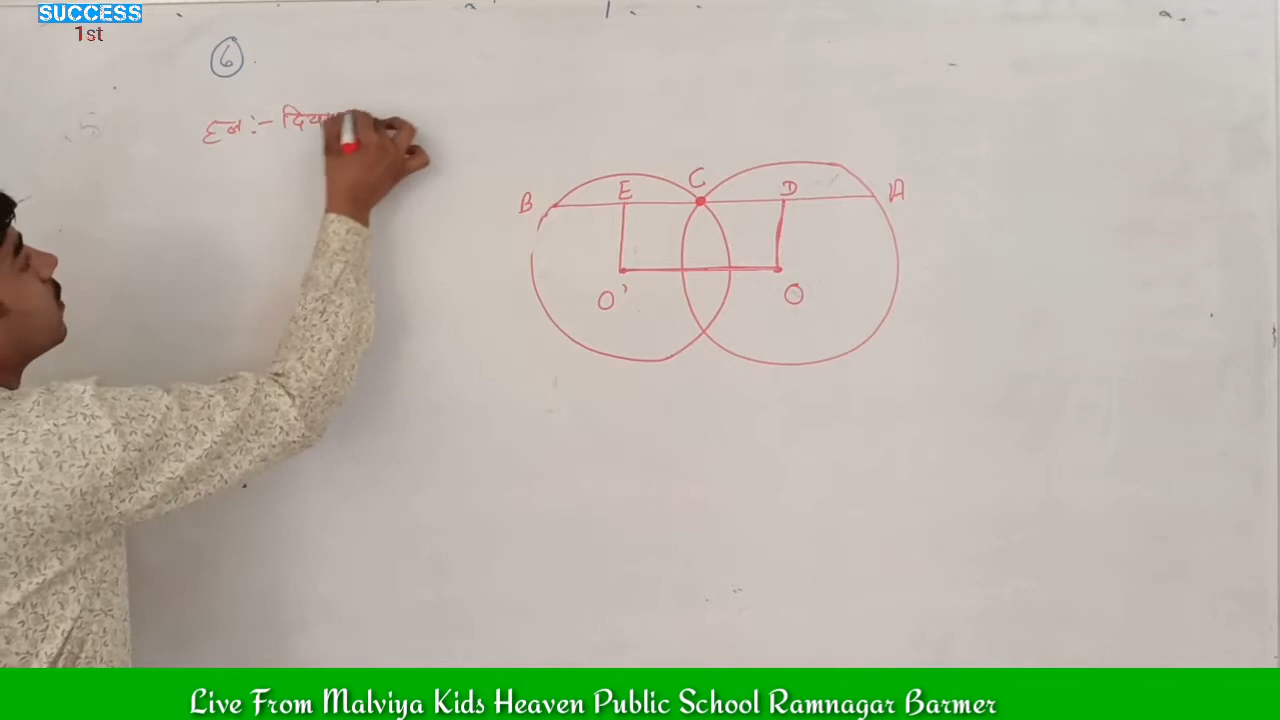 SUCCESS
1st
6
हल :- दिया
B E C D A
O' O
Live From Malviya Kids Heaven Public School Ramnagar Barmer